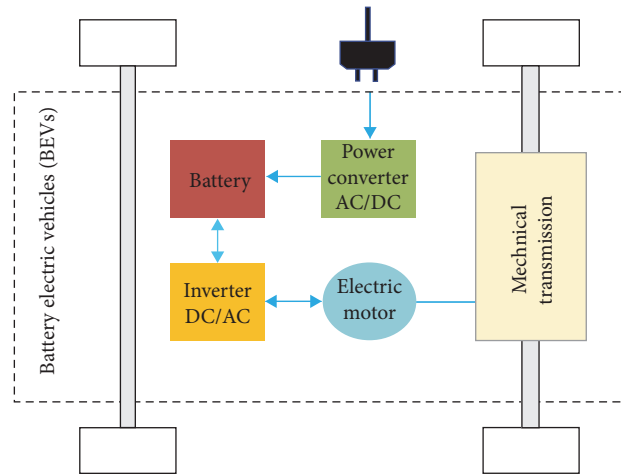 Battery electric vehicles (BEVs)
Battery
Power
converter
AC/DC
Inverter
DC/AC
Electric
motor
Mechnical
transmission